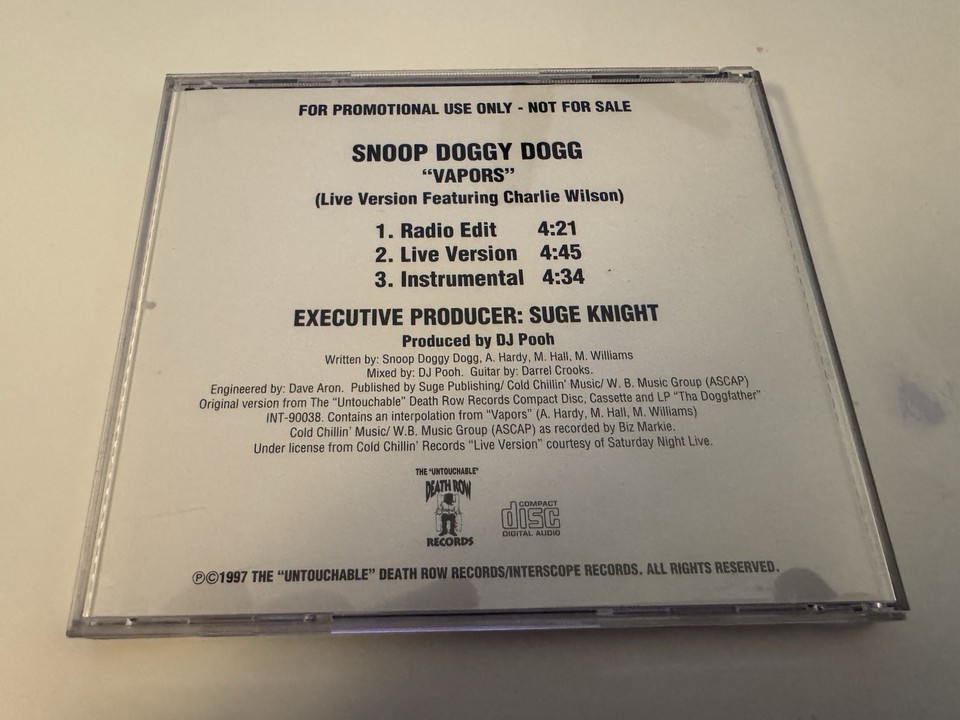 FOR PROMOTIONAL USE ONLY - NOT FOR SALE
SNOOP DOGGY DOGG
“VAPORS”
(Live Version Featuring Charlie Wilson)
1. Radio Edit 4:21
2. Live Version 4:45
3. Instrumental 4:34
EXECUTIVE PRODUCER: SUGE KNIGHT
Produced by DJ Pooh
Written by: Snoop Doggy Dogg, A. Hardy, M. Hall, M. Williams
Mixed by: DJ Pooh. Guitar by: Darrel Crooks.
Engineered by: Dave Aron. Published by Suge Publishing/ Cold Chillin' Music/ W. B. Music Group (ASCAP)
Original version from The “Untouchable” Death Row Records Compact Disc, Cassette and LP “Tha Doggfather”
INT-90038. Contains an interpolation from “Vapors” (A. Hardy, M. Hall, M. Williams)
Cold Chillin' Music/ W.B. Music Group (ASCAP) as recorded by Biz Markie.
Under license from Cold Chillin' Records “Live Version” courtesy of Saturday Night Live.
THE “UNTOUCHABLE”
DEATH ROW
RECORDS
COMPACT
disc
DIGITAL AUDIO
℗©1997 THE “UNTOUCHABLE” DEATH ROW RECORDS/INTERSCOPE RECORDS. ALL RIGHTS RESERVED.